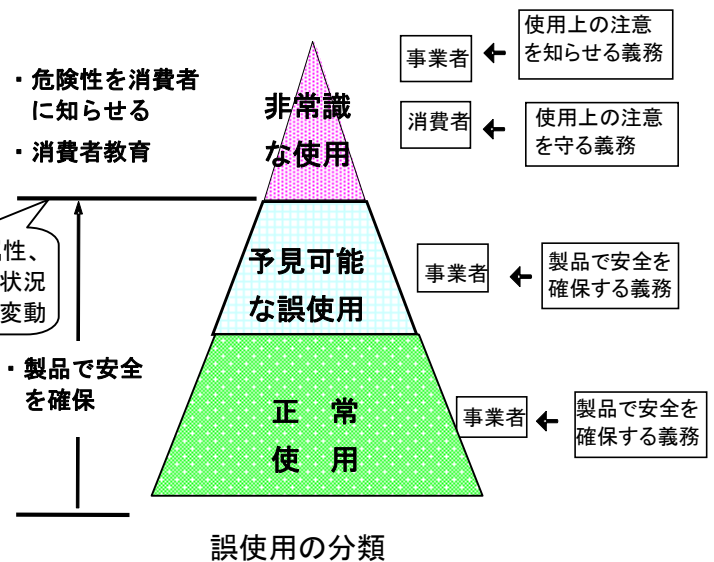 ・危険性を消費者
に知らせる
・消費者教育
非常識
な使用
事業者
使用上の注意
を知らせる義務
消費者
使用上の注意
を守る義務
性、
状況
変動
予見可能
な誤使用
事業者
製品で安全を
確保する義務
・製品で安全
を確保
正 常
使 用
事業者
製品で安全を
確保する義務
誤使用の分類